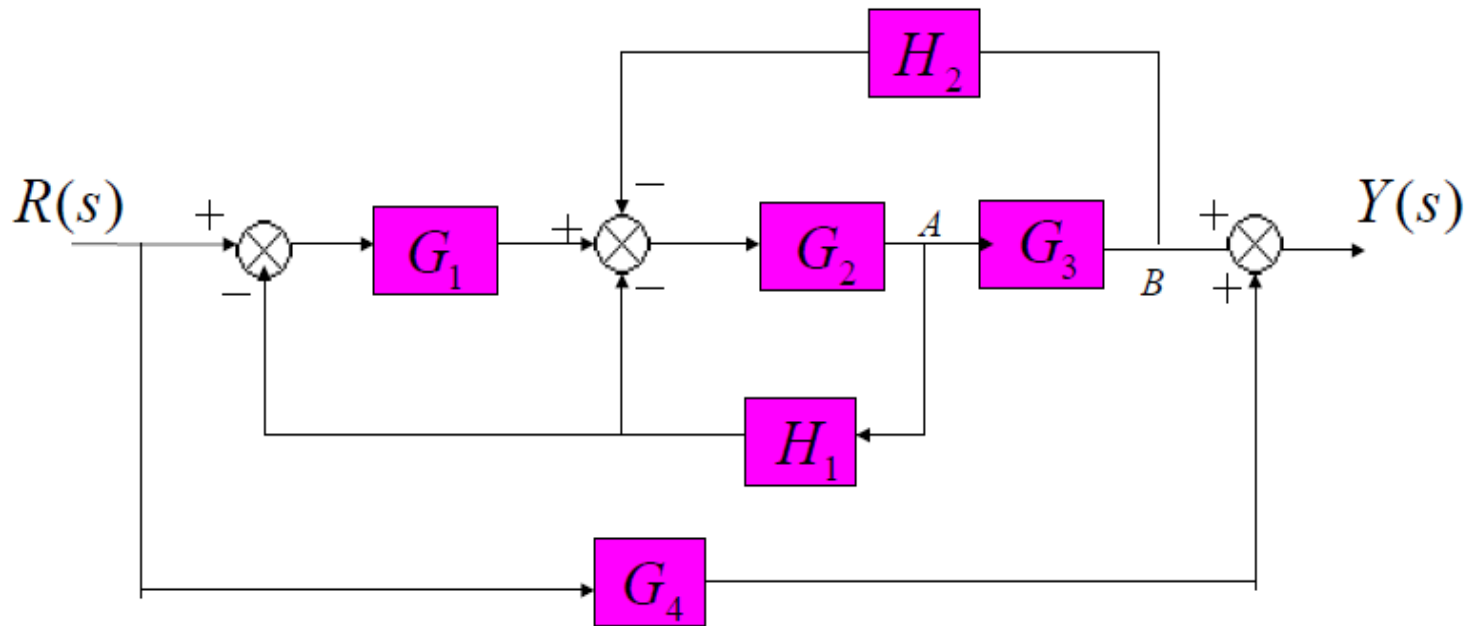 H₂
−
R(s) + G₁ + G₂ A G₃ + Y(s)
− − B +
H₁
G₄